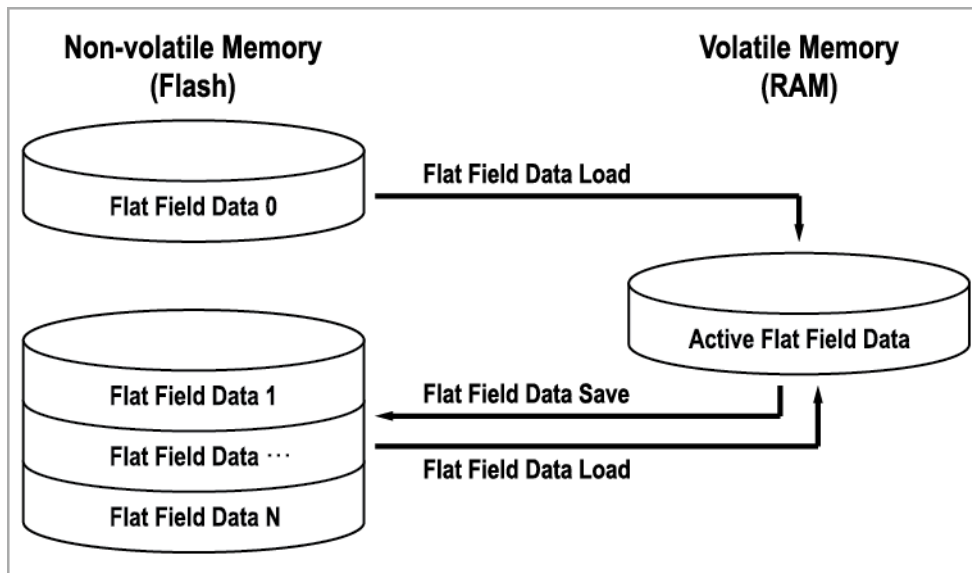 Non-volatile Memory
(Flash)
Volatile Memory
(RAM)
Flat Field Data 0
Flat Field Data Load
Active Flat Field Data
Flat Field Data 1
Flat Field Data Save
Flat Field Data ···
Flat Field Data Load
Flat Field Data N